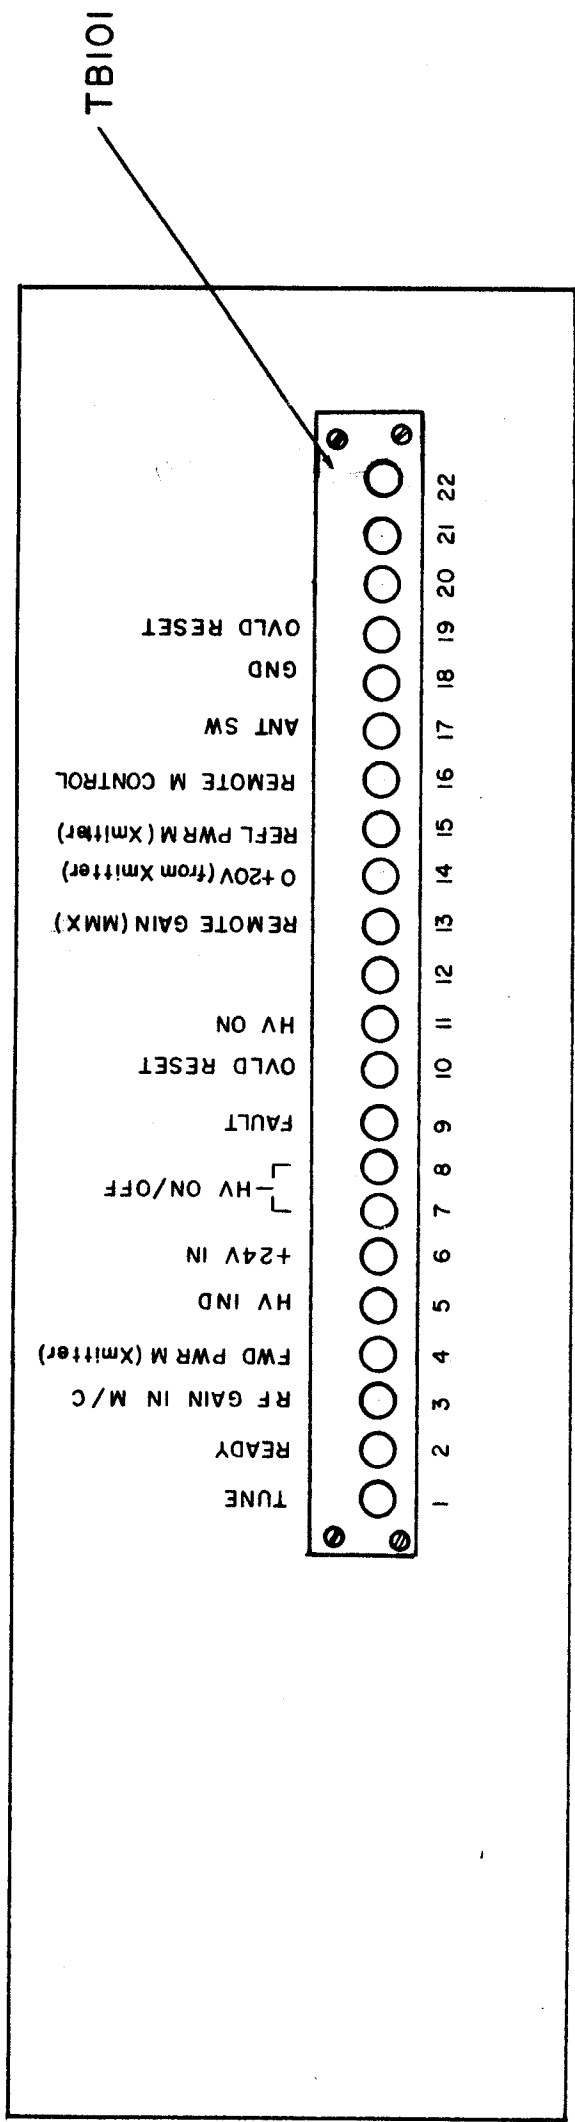 TB101
OVLD RESET
GND
ANT SW
REMOTE M CONTROL
REFL PWR M (Xmitter)
0+20V (from Xmitter)
REMOTE GAIN (MMX)
HV ON
OVLD RESET
FAULT
HV ON/OFF
+24V IN
HV IND
FWD PWR M (Xmitter)
RF GAIN IN M/C
READY
TUNE
22
21
20
19
18
17
16
15
14
13
12
11
10
9
8
7
6
5
4
3
2
1